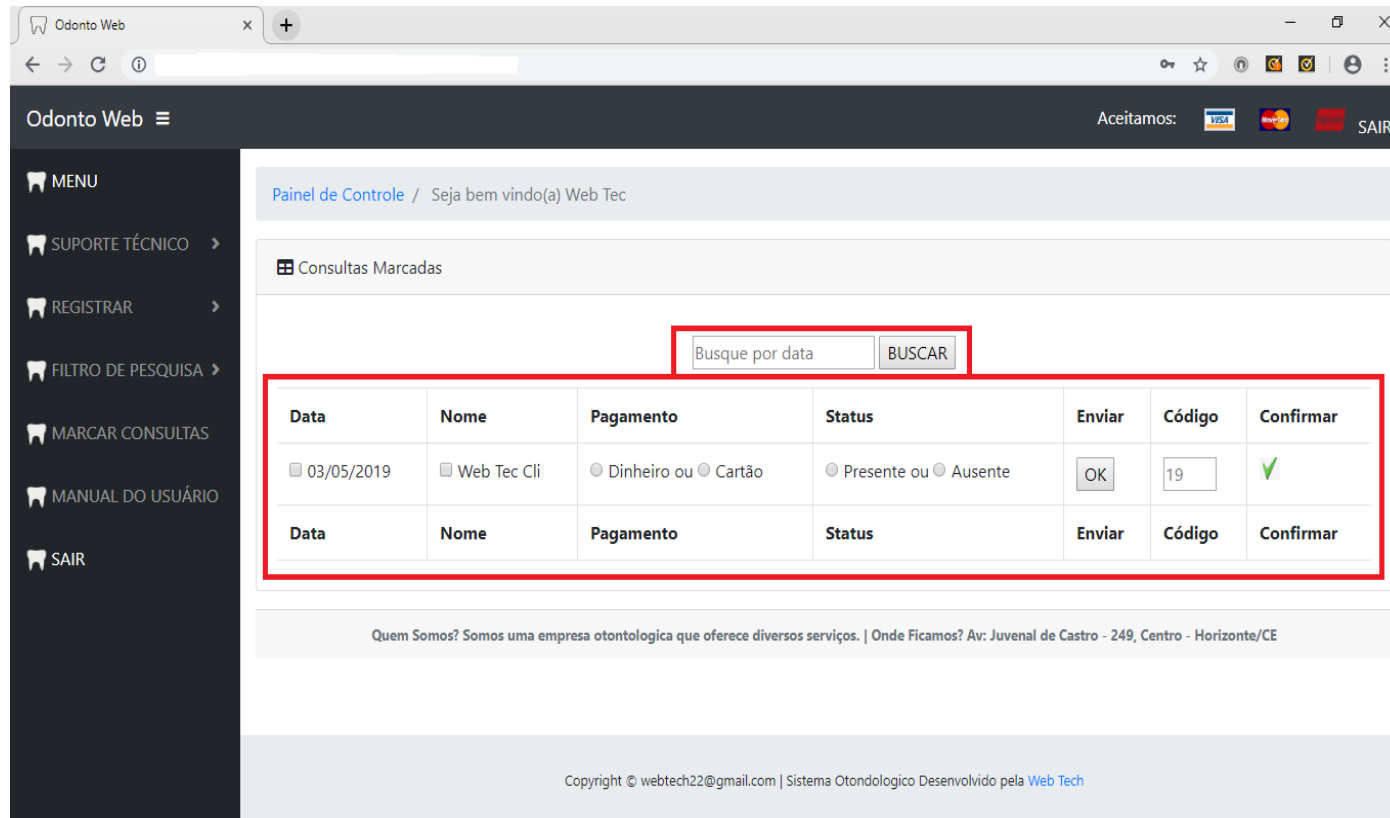 Odonto Web
Odonto Web
Aceitamos:
VISA
MasterCard
SAIR
MENU
SUPORTE TÉCNICO
REGISTRAR
FILTRO DE PESQUISA
MARCAR CONSULTAS
MANUAL DO USUÁRIO
SAIR
Painel de Controle / Seja bem vindo(a) Web Tec
Consultas Marcadas
Busque por data BUSCAR
Data Nome Pagamento Status Enviar Código Confirmar
03/05/2019 Web Tec Cli Dinheiro ou Cartão Presente ou Ausente OK 19
Data Nome Pagamento Status Enviar Código Confirmar
Quem Somos? Somos uma empresa otontologica que oferece diversos serviços. | Onde Ficamos? Av: Juvenal de Castro - 249, Centro - Horizonte/CE
Copyright © webtech22@gmail.com | Sistema Otondologico Desenvolvido pela Web Tech